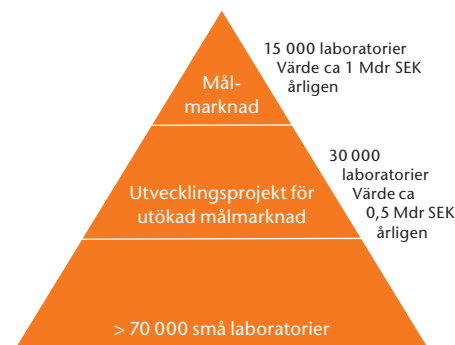 15 000 laboratorier
Värde ca 1 Mdr SEK
årligen
Mål-
marknad
30 000
laboratorier
Värde ca
0,5 Mdr SEK
årligen
Utvecklingsprojekt för
utökad målmarknad
> 70 000 små laboratorier